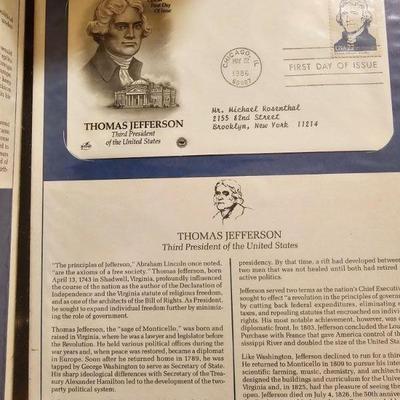 First Day
of Issue
CHICAGO, IL
MAY 22
1986
60607
FIRST DAY OF ISSUE
USA 22
THOMAS JEFFERSON
Third President
of the United States
Mr. Michael Rosenthal
2155 82nd Street
Brooklyn, New York 11214
THOMAS JEFFERSON
Third President of the United States
"The principles of Jefferson," Abraham Lincoln once noted,
"are the axioms of a free society." Thomas Jefferson, born
April 13, 1743 in Shadwell, Virginia, profoundly influenced
the course of the nation as the author of the Declaration of
Independence and the Virginia statute of religious freedom,
and as one of the architects of the Bill of Rights. As President,
he sought to expand individual freedom further by minimiz-
ing the role of government.
Thomas Jefferson, the "sage of Monticello," was born and
raised in Virginia, where he was a lawyer and legislator before
the Revolution. He held various political offices during the
war years and, when peace was restored, became a diplomat
in Europe. Soon after he returned home in 1789, he was
tapped by George Washington to serve as Secretary of State.
His sharp ideological differences with Secretary of the Treas-
ury Alexander Hamilton led to the development of the two-
party political system.
presidency. By that time, a rift had developed between
two men that was not healed until both had retired
active politics.
Jefferson served two terms as the nation's Chief Executive
sought to effect "a revolution in the principles of governm
by cutting back federal expenditures, eliminating
taxes, and repealing statutes that encroached on individ
rights. His most notable achievement, however, was
diplomatic front. In 1803, Jefferson concluded the Lou
Purchase with France that gave America control of the
sissippi River and doubled the size of the United State
Like Washington, Jefferson declined to run for a third
He returned to Monticello in 1809 to pursue his inter
scientific farming, music, chemistry, and architect
designed the buildings and curriculum for the Univers
Virginia and, in 1825, had the pleasure of seeing it
Jefferson died on July 4, 1826, the 50th annivers